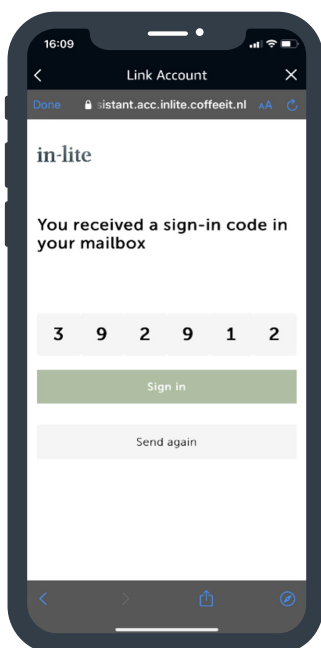 16:09
Link Account
Done sistant.acc.inlite.coffeeit.nl AA
in-lite
You received a sign-in code in
your mailbox
3 9 2 9 1 2
Sign in
Send again